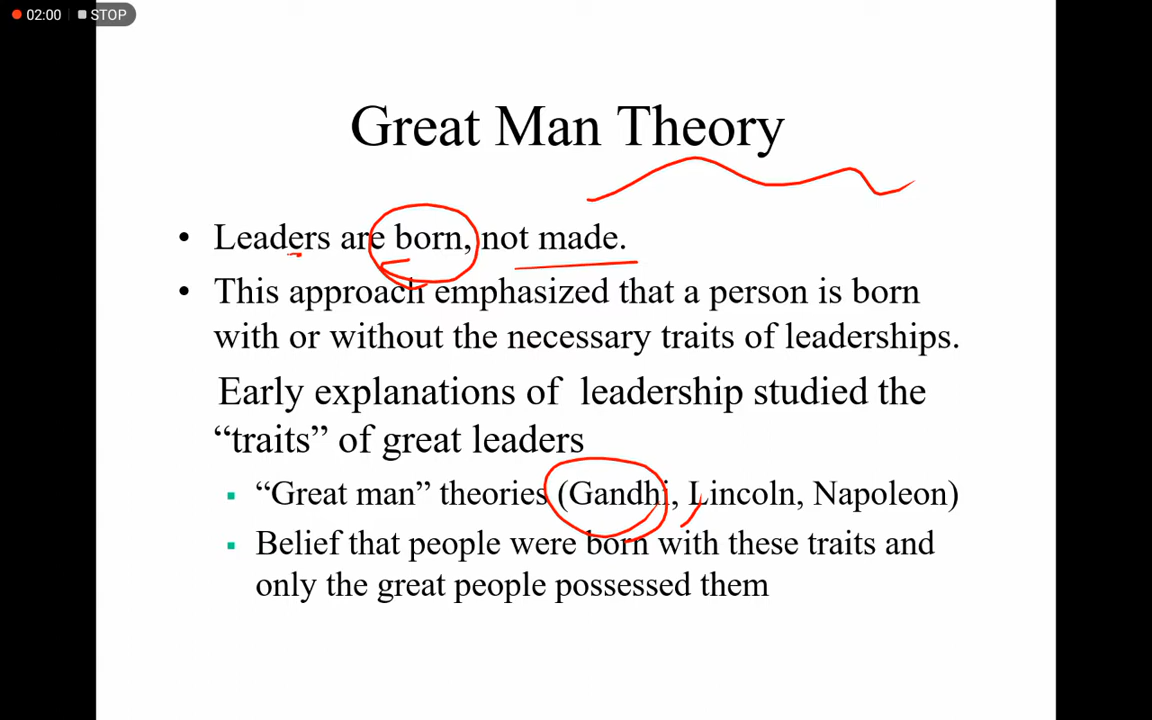 02:00 STOP
Great Man Theory
• Leaders are born, not made.
• This approach emphasized that a person is born
with or without the necessary traits of leaderships.
Early explanations of leadership studied the
“traits” of great leaders
▪ “Great man” theories (Gandhi, Lincoln, Napoleon)
▪ Belief that people were born with these traits and
only the great people possessed them